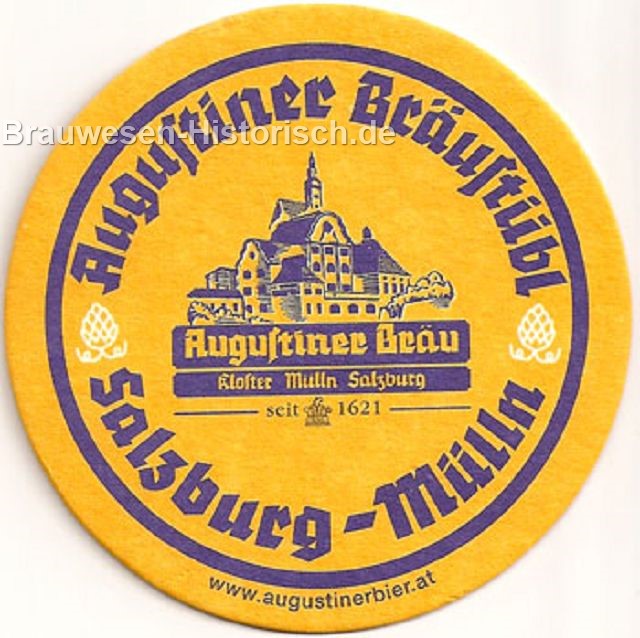 Augustiner Bräustübl
Brauwesen-Historisch.de
Augustiner Bräu
Kloster Mülln Salzburg
seit 1621
Salzburg-Mülln
www.augustinerbier.at